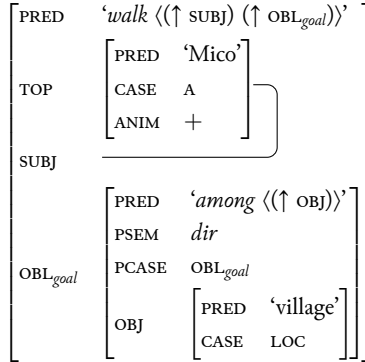 PRED ‘walk ⟨(↑ SUBJ) (↑ OBLgoal)⟩’
TOP
PRED ‘Mico’
CASE A
ANIM +
SUBJ
OBLgoal
PRED ‘among ⟨(↑ OBJ)⟩’
PSEM dir
PCASE OBLgoal
OBJ
PRED ‘village’
CASE LOC